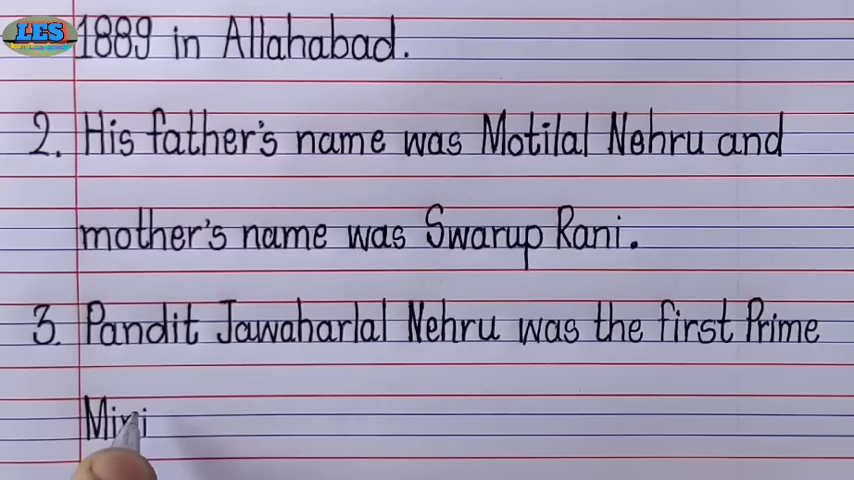 LES
1889 in Allahabad.
2. His father's name was Motilal Nehru and
mother's name was Swarup Rani.
3. Pandit Jawaharlal Nehru was the first Prime
Mini